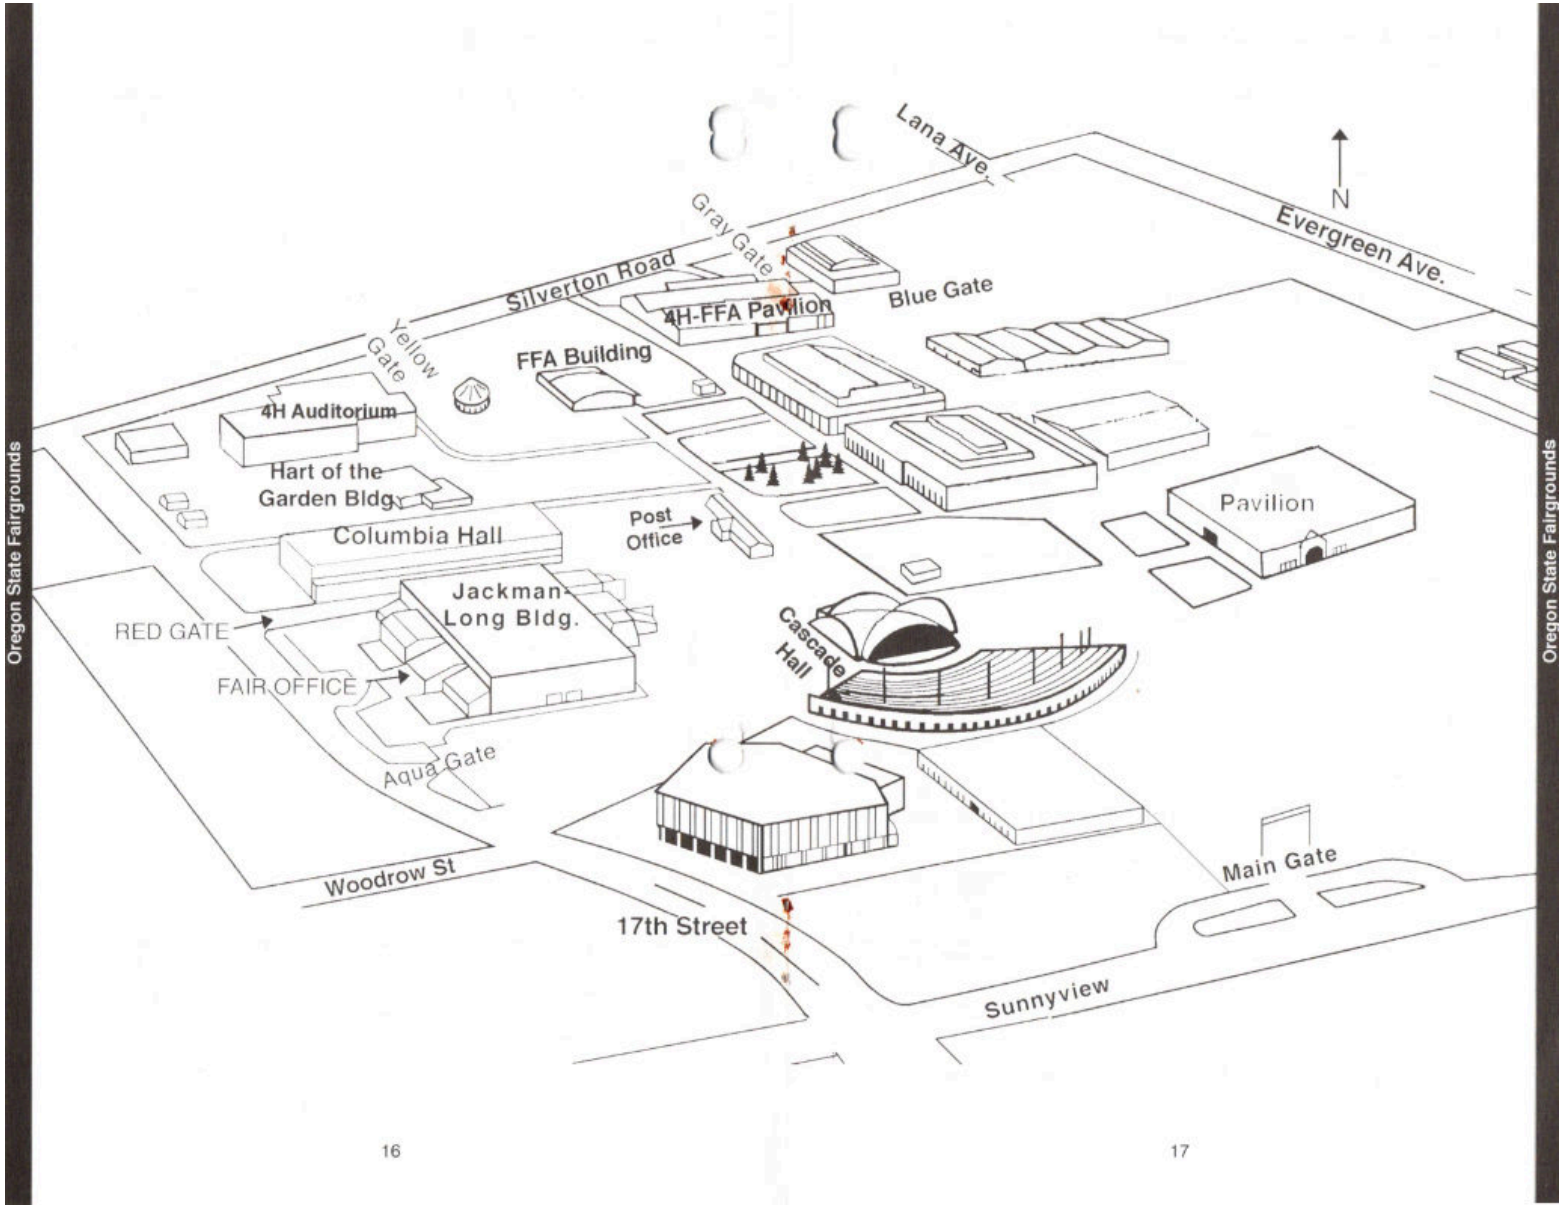 Oregon State Fairgrounds
Lana Ave.
N
Evergreen Ave.
Gray Gate
Silverton Road
Blue Gate
4H-FFA Pavilion
Yellow
Gate
FFA Building
4H Auditorium
Hart of the
Garden Bldg
Pavilion
Post
Office
Columbia Hall
Jackman-
Long Bldg.
RED GATE
Cascade
Hall
FAIR OFFICE
Aqua Gate
Main Gate
Woodrow St
17th Street
Sunnyview
16
17
Oregon State Fairgrounds